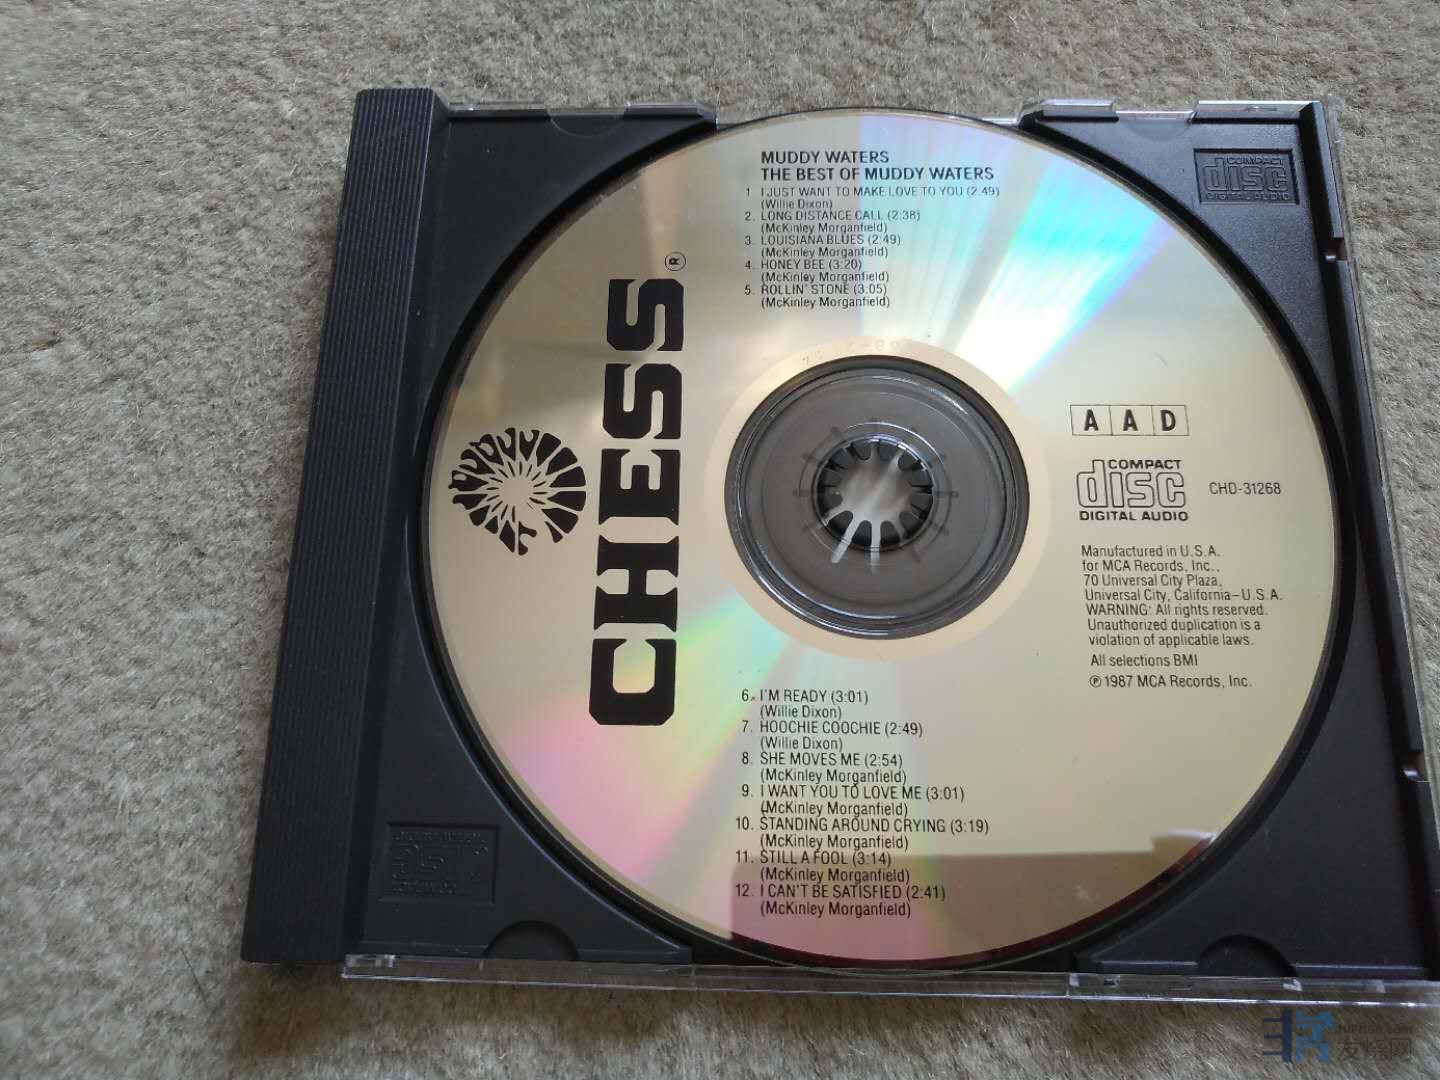 MUDDY WATERS
THE BEST OF MUDDY WATERS
1. I JUST WANT TO MAKE LOVE TO YOU (2:49)
(Willie Dixon)
2. LONG DISTANCE CALL (2:38)
(McKinley Morganfield)
3. LOUISIANA BLUES (2:49)
(McKinley Morganfield)
4. HONEY BEE (3:20)
(McKinley Morganfield)
5. ROLLIN' STONE (3:05)
(McKinley Morganfield)
CHESS®
COMPACT
disc
DIGITAL AUDIO
A A D
COMPACT
disc
DIGITAL AUDIO
CHD-31268
Manufactured in U.S.A.
for MCA Records, Inc.,
70 Universal City Plaza,
Universal City, California–U.S.A.
WARNING: All rights reserved.
Unauthorized duplication is a
violation of applicable laws.
All selections BMI
℗ 1987 MCA Records, Inc.
6. I'M READY (3:01)
(Willie Dixon)
7. HOOCHIE COOCHIE (2:49)
(Willie Dixon)
8. SHE MOVES ME (2:54)
(McKinley Morganfield)
9. I WANT YOU TO LOVE ME (3:01)
(McKinley Morganfield)
10. STANDING AROUND CRYING (3:19)
(McKinley Morganfield)
11. STILL A FOOL (3:14)
(McKinley Morganfield)
12. I CAN'T BE SATISFIED (2:41)
(McKinley Morganfield)
发烧网